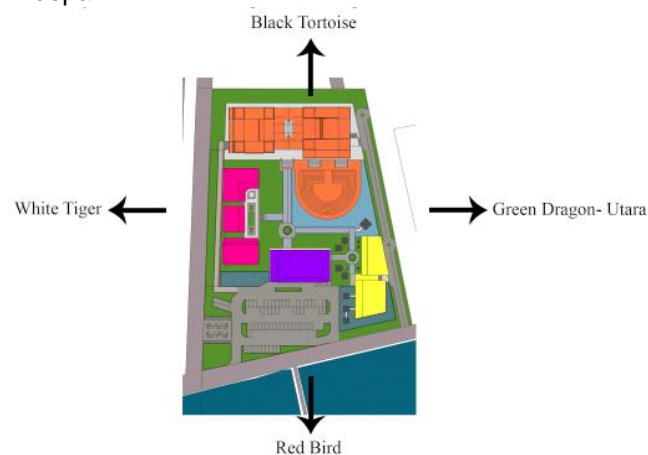 Black Tortoise
White Tiger
Green Dragon- Utara
Red Bird